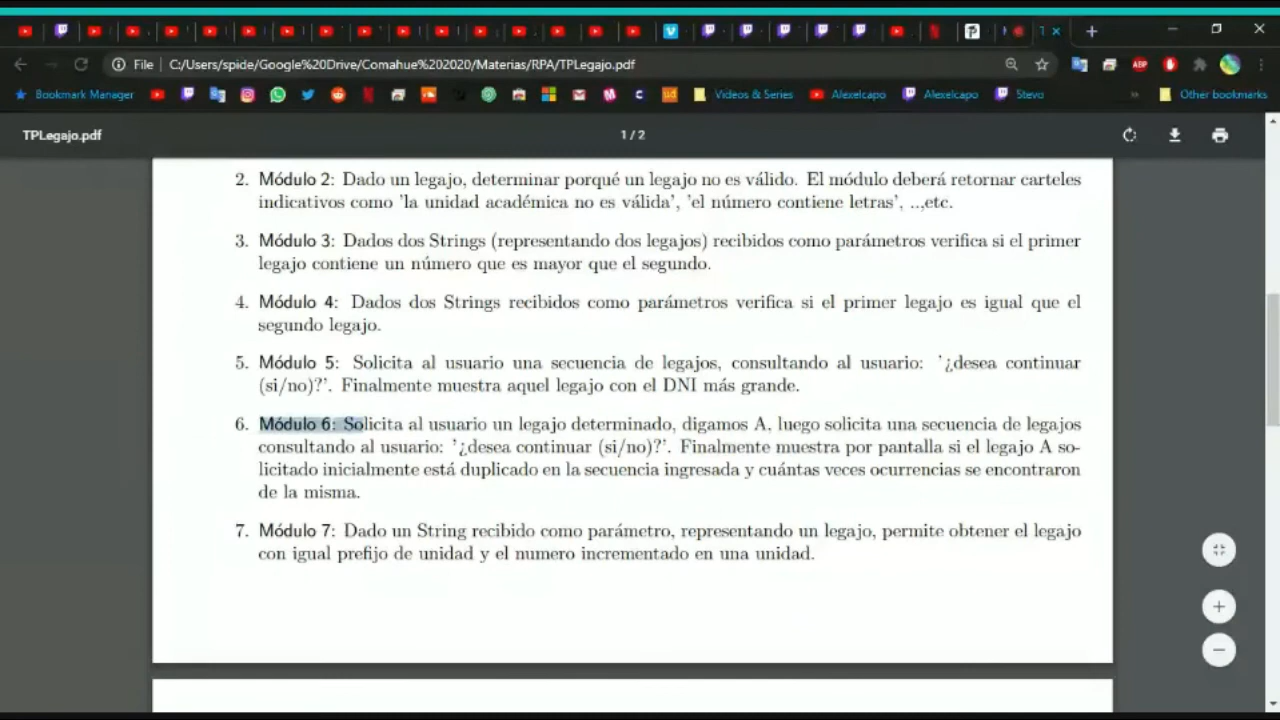 File C:/Users/spide/Google%20Drive/Comahue%202020/Materias/RPA/TPLegajo.pdf
Bookmark Manager Videos & Series Alexelcapo Alexelcapo Stevo » Other bookmarks
TPLegajo.pdf 1 / 2
2. Módulo 2: Dado un legajo, determinar porqué un legajo no es válido. El módulo deberá retornar carteles
indicativos como 'la unidad académica no es válida', 'el número contiene letras', ..,etc.
3. Módulo 3: Dados dos Strings (representando dos legajos) recibidos como parámetros verifica si el primer
legajo contiene un número que es mayor que el segundo.
4. Módulo 4: Dados dos Strings recibidos como parámetros verifica si el primer legajo es igual que el
segundo legajo.
5. Módulo 5: Solicita al usuario una secuencia de legajos, consultando al usuario: '¿desea continuar
(si/no)?'. Finalmente muestra aquel legajo con el DNI más grande.
6. Módulo 6: Solicita al usuario un legajo determinado, digamos A, luego solicita una secuencia de legajos
consultando al usuario: '¿desea continuar (si/no)?'. Finalmente muestra por pantalla si el legajo A so-
licitado inicialmente está duplicado en la secuencia ingresada y cuántas veces ocurrencias se encontraron
de la misma.
7. Módulo 7: Dado un String recibido como parámetro, representando un legajo, permite obtener el legajo
con igual prefijo de unidad y el numero incrementado en una unidad.